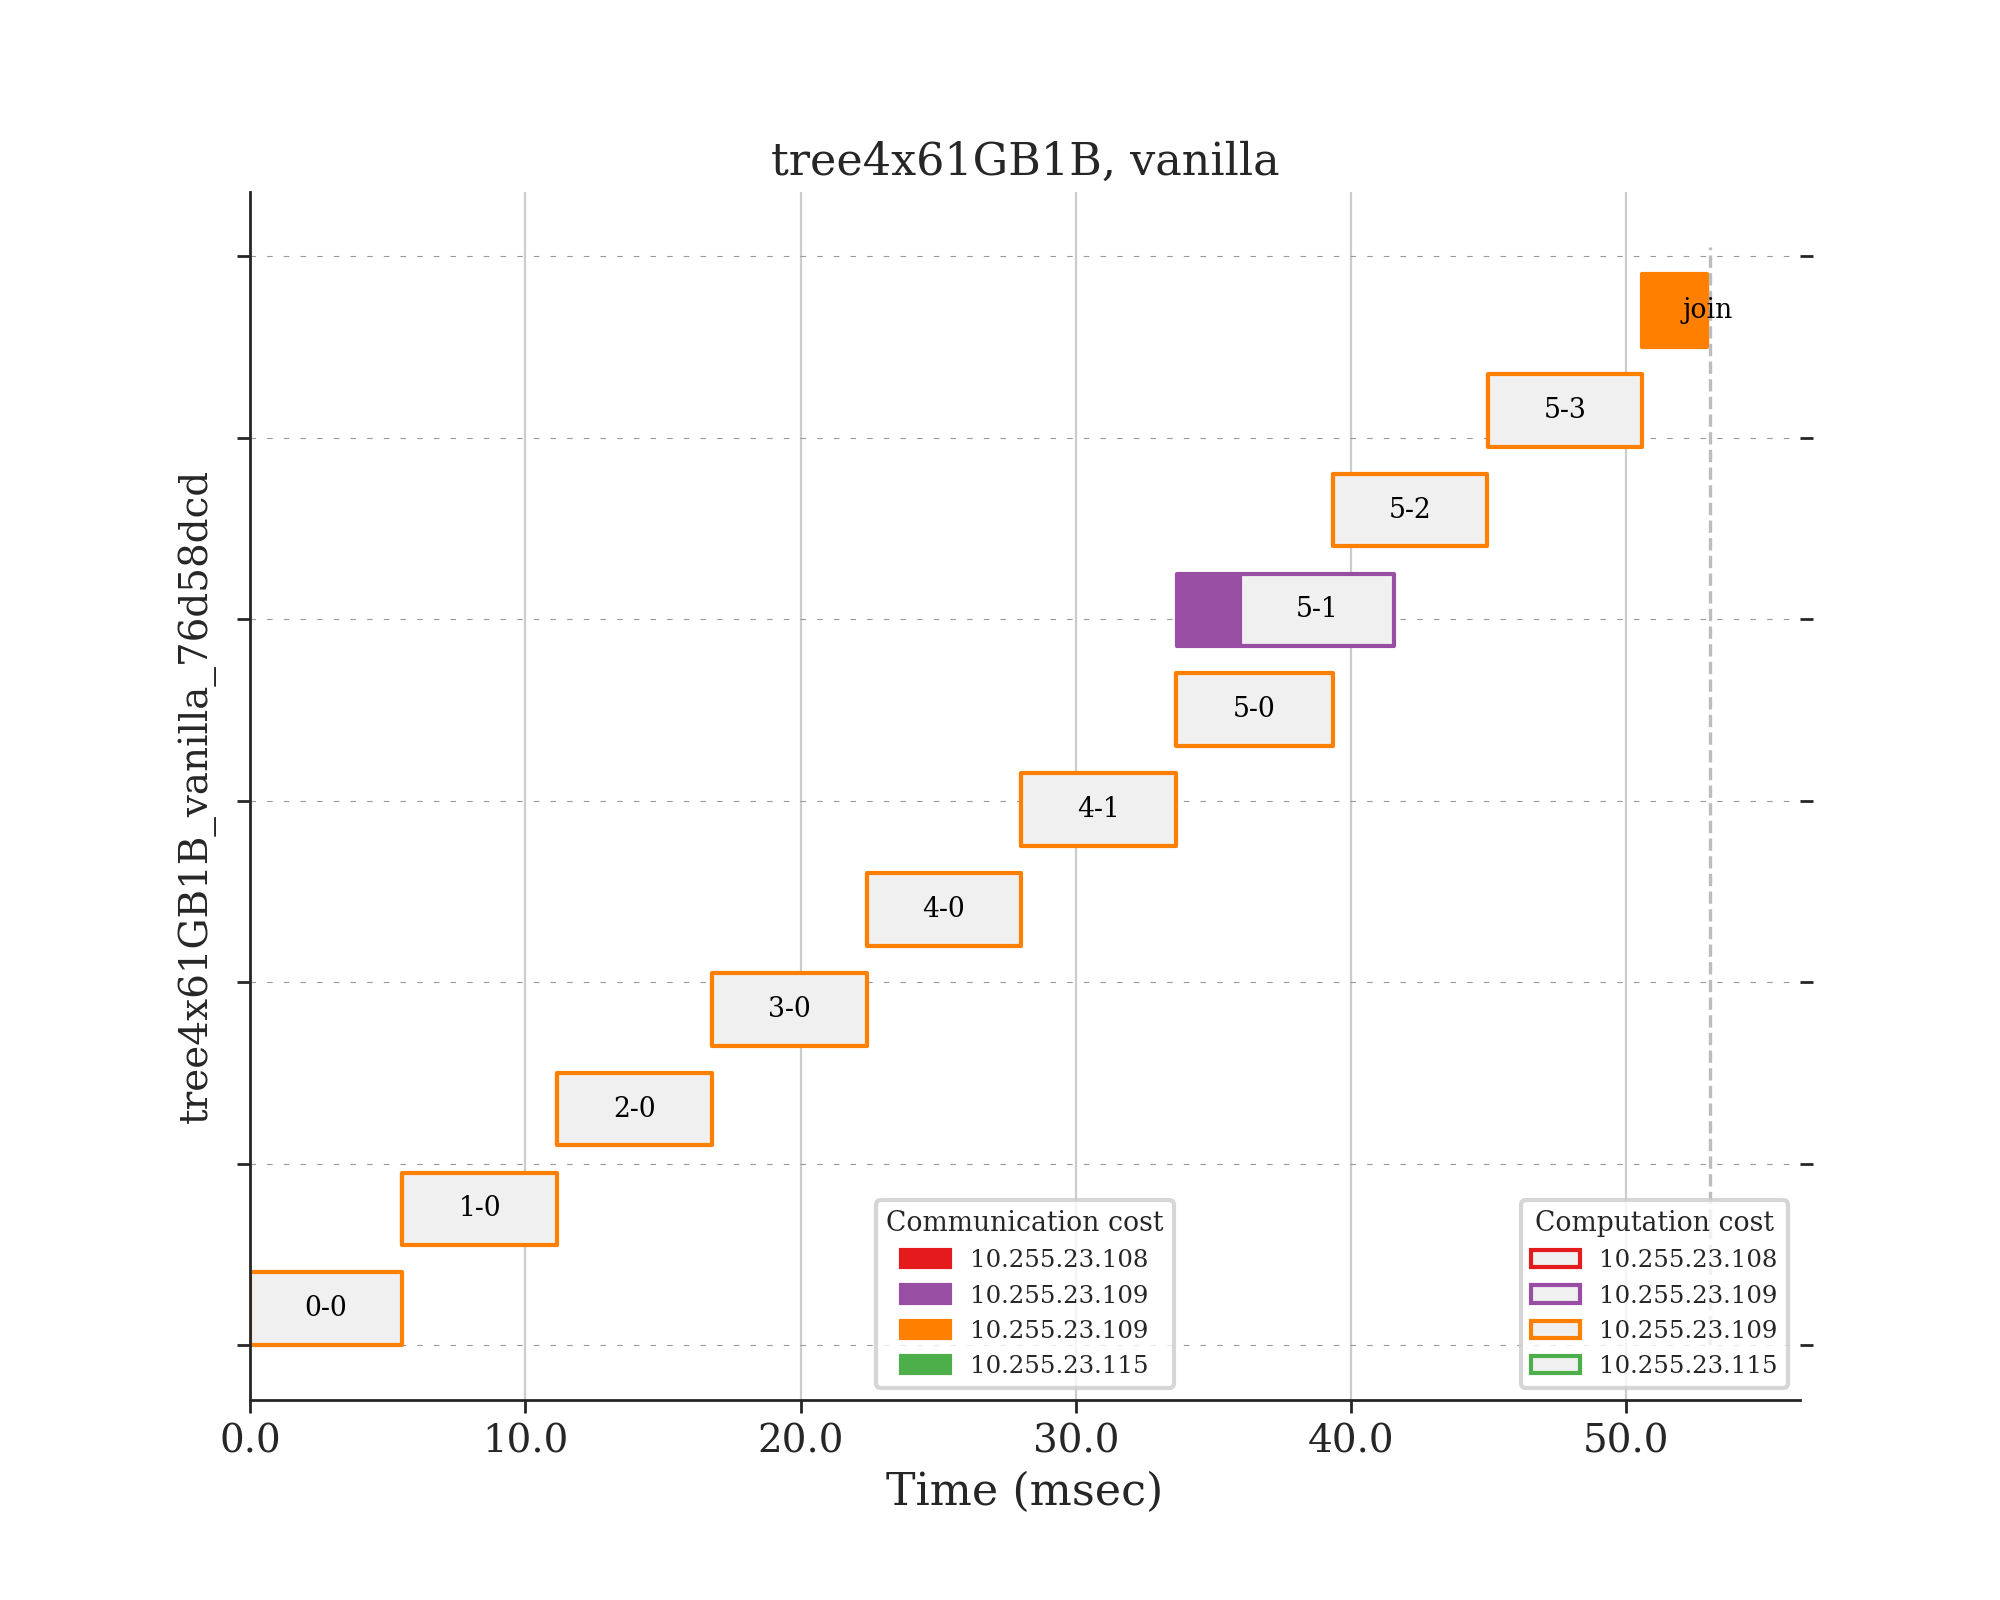 tree4x61GB1B, vanilla
tree4x61GB1B_vanilla_76d58dcd
join
5-3
5-2
5-1
5-0
4-1
4-0
3-0
2-0
1-0
0-0
Communication cost
10.255.23.108
10.255.23.109
10.255.23.109
10.255.23.115
Computation cost
10.255.23.108
10.255.23.109
10.255.23.109
10.255.23.115
0.0 10.0 20.0 30.0 40.0 50.0
Time (msec)